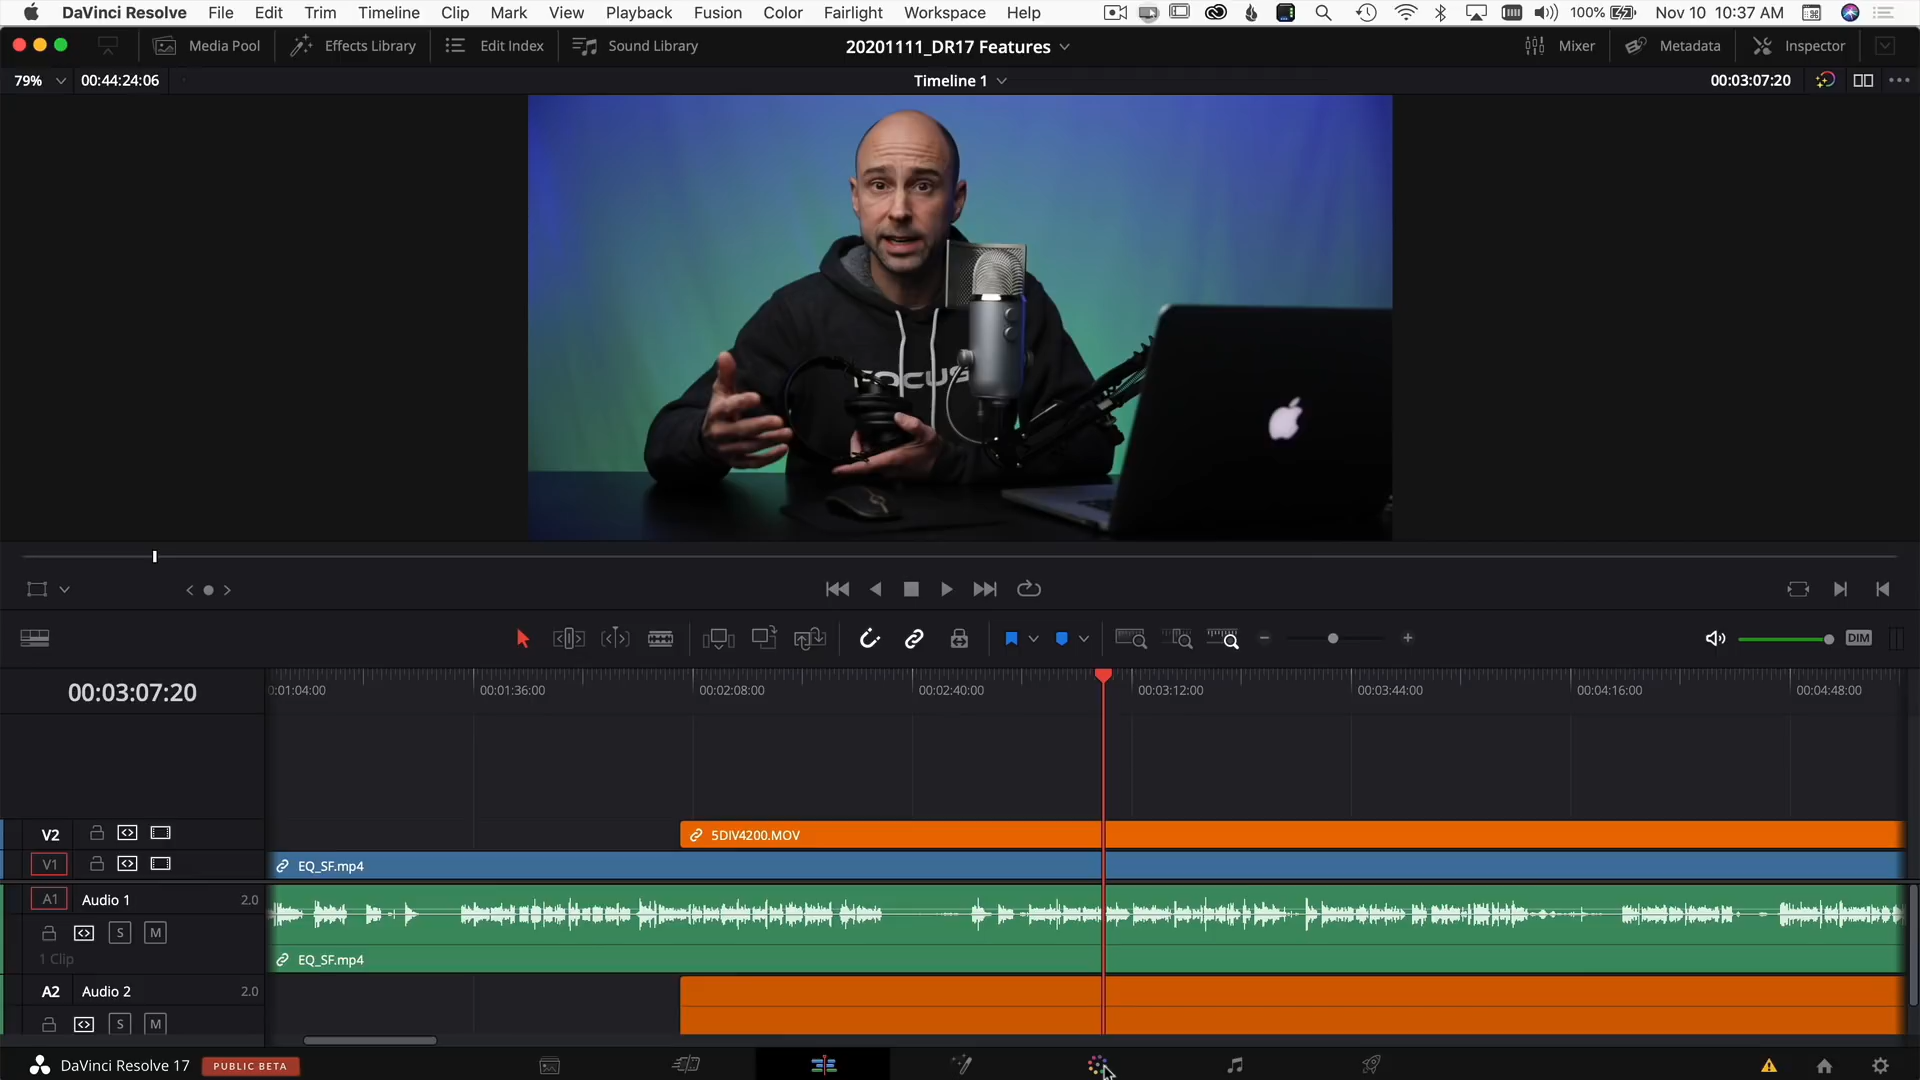 DaVinci Resolve File Edit Trim Timeline Clip Mark View Playback Fusion Color Fairlight Workspace Help 100% Nov 10 10:37 AM
Media Pool Effects Library Edit Index Sound Library 20201111_DR17 Features Mixer Metadata Inspector
79% 00:44:24:06 Timeline 1 00:03:07:20
FOCUS
DIM
00:03:07:20 0:01:04:00 00:01:36:00 00:02:08:00 00:02:40:00 00:03:12:00 00:03:44:00 00:04:16:00 00:04:48:00
V2 5DIV4200.MOV
V1 EQ_SF.mp4
A1 Audio 1 2.0
S M
1 Clip EQ_SF.mp4
A2 Audio 2 2.0
S M
DaVinci Resolve 17 PUBLIC BETA